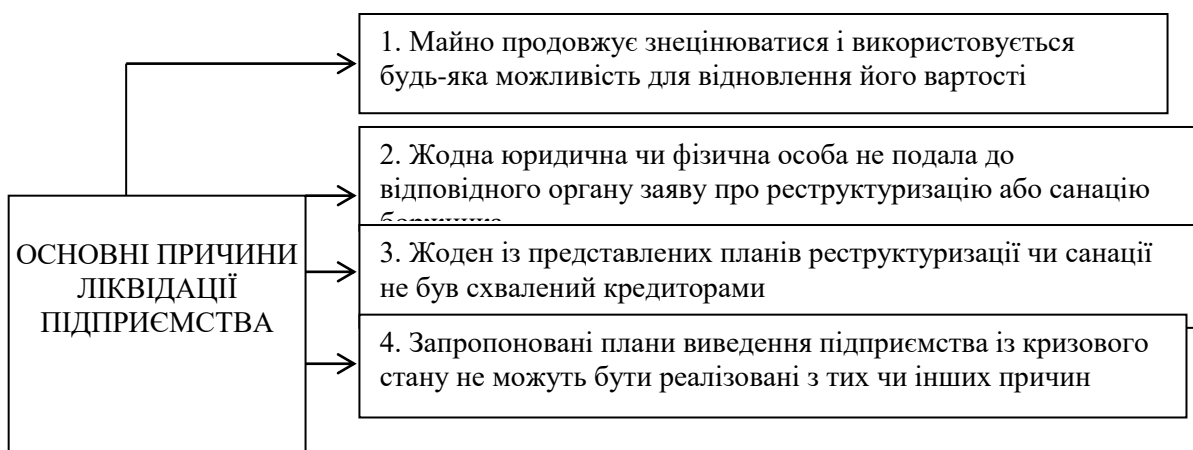 1. Майно продовжує знецінюватися і використовується
будь-яка можливість для відновлення його вартості
2. Жодна юридична чи фізична особа не подала до
відповідного органу заяву про реструктуризацію або санацію
ОСНОВНІ ПРИЧИНИ
ЛІКВІДАЦІЇ
ПІДПРИЄМСТВА
3. Жоден із представлених планів реструктуризації чи санації
не був схвалений кредиторами
4. Запропоновані плани виведення підприємства із кризового
стану не можуть бути реалізовані з тих чи інших причин